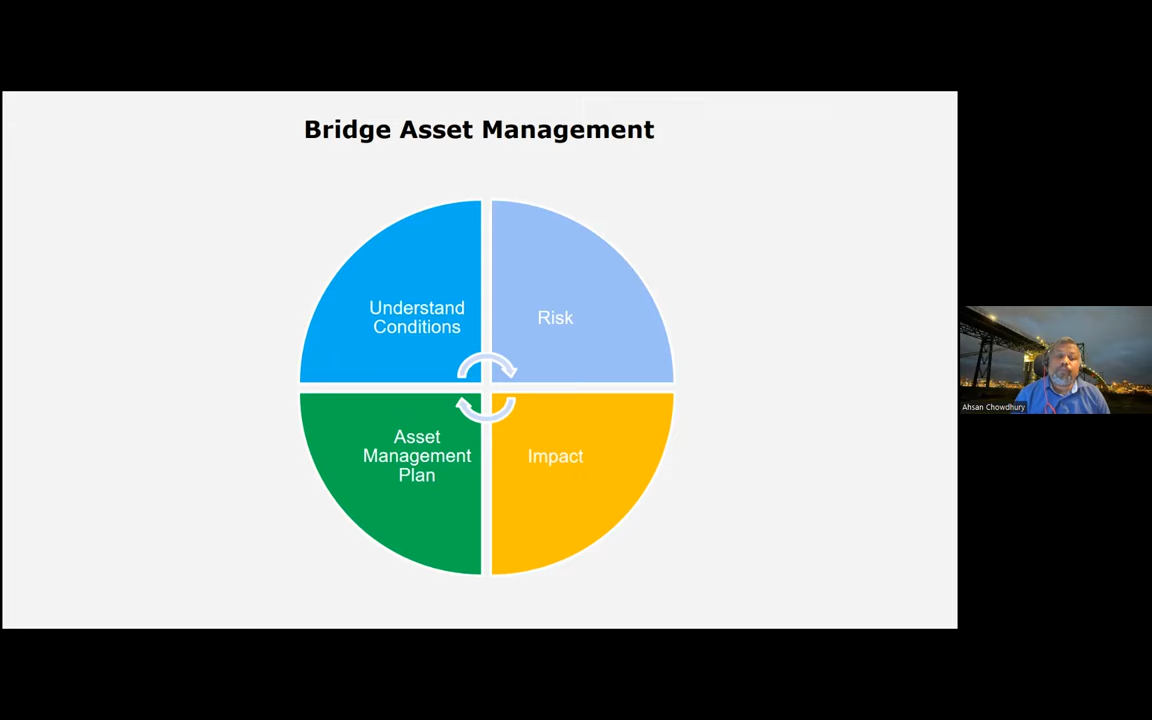 Bridge Asset Management
Understand
Conditions
Risk
Asset
Management
Plan
Impact
Ahsan Chowdhury